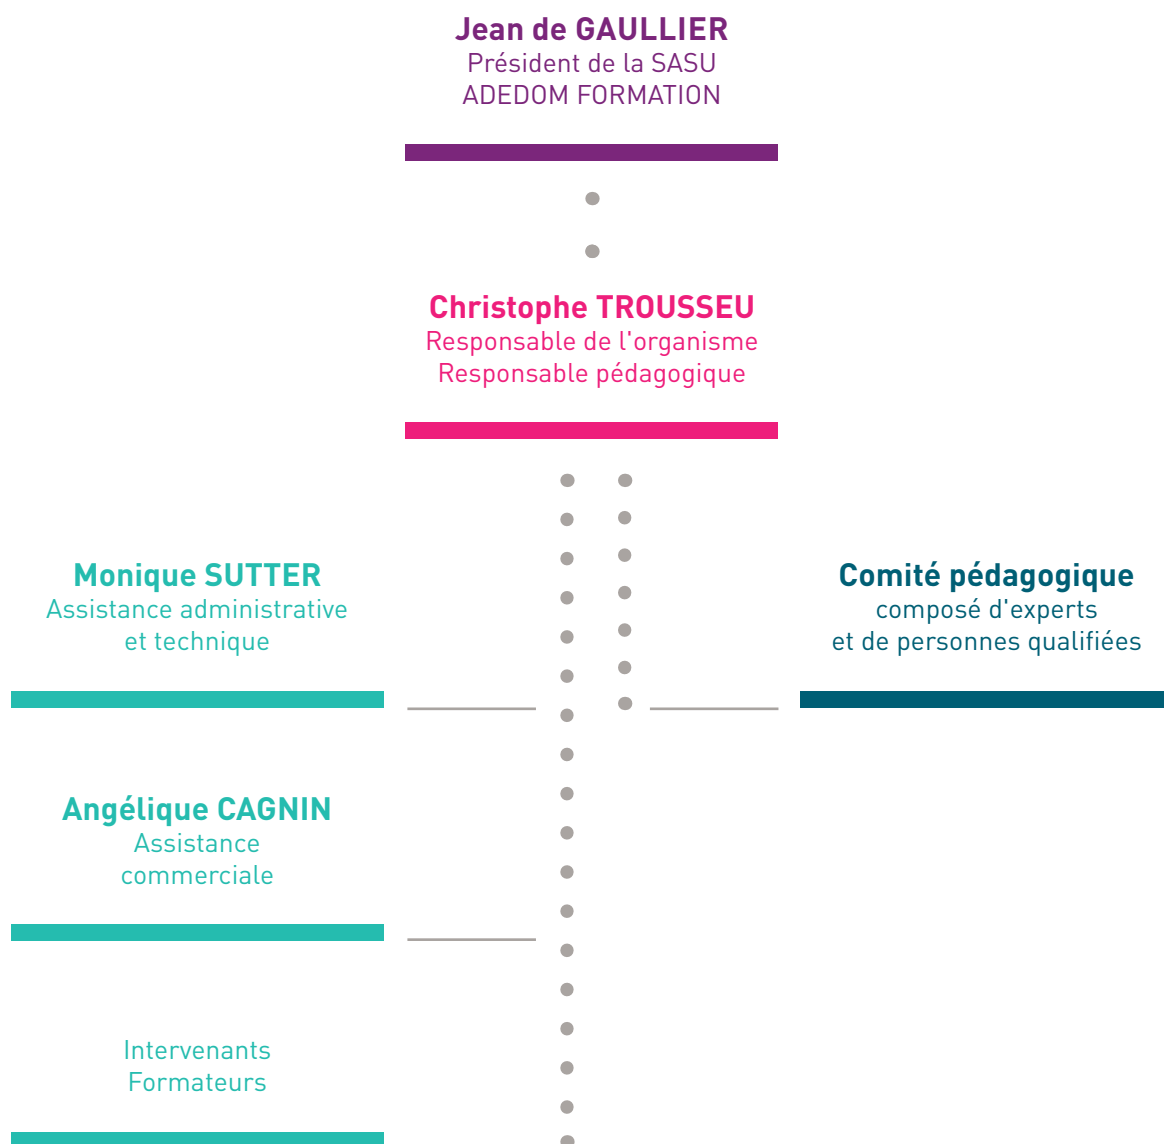 Jean de GAULLIER
Président de la SASU
ADEDOM FORMATION
Christophe TROUSSEU
Responsable de l'organisme
Responsable pédagogique
Monique SUTTER
Assistance administrative
et technique
Comité pédagogique
composé d'experts
et de personnes qualifiées
Angélique CAGNIN
Assistance
commerciale
Intervenants
Formateurs